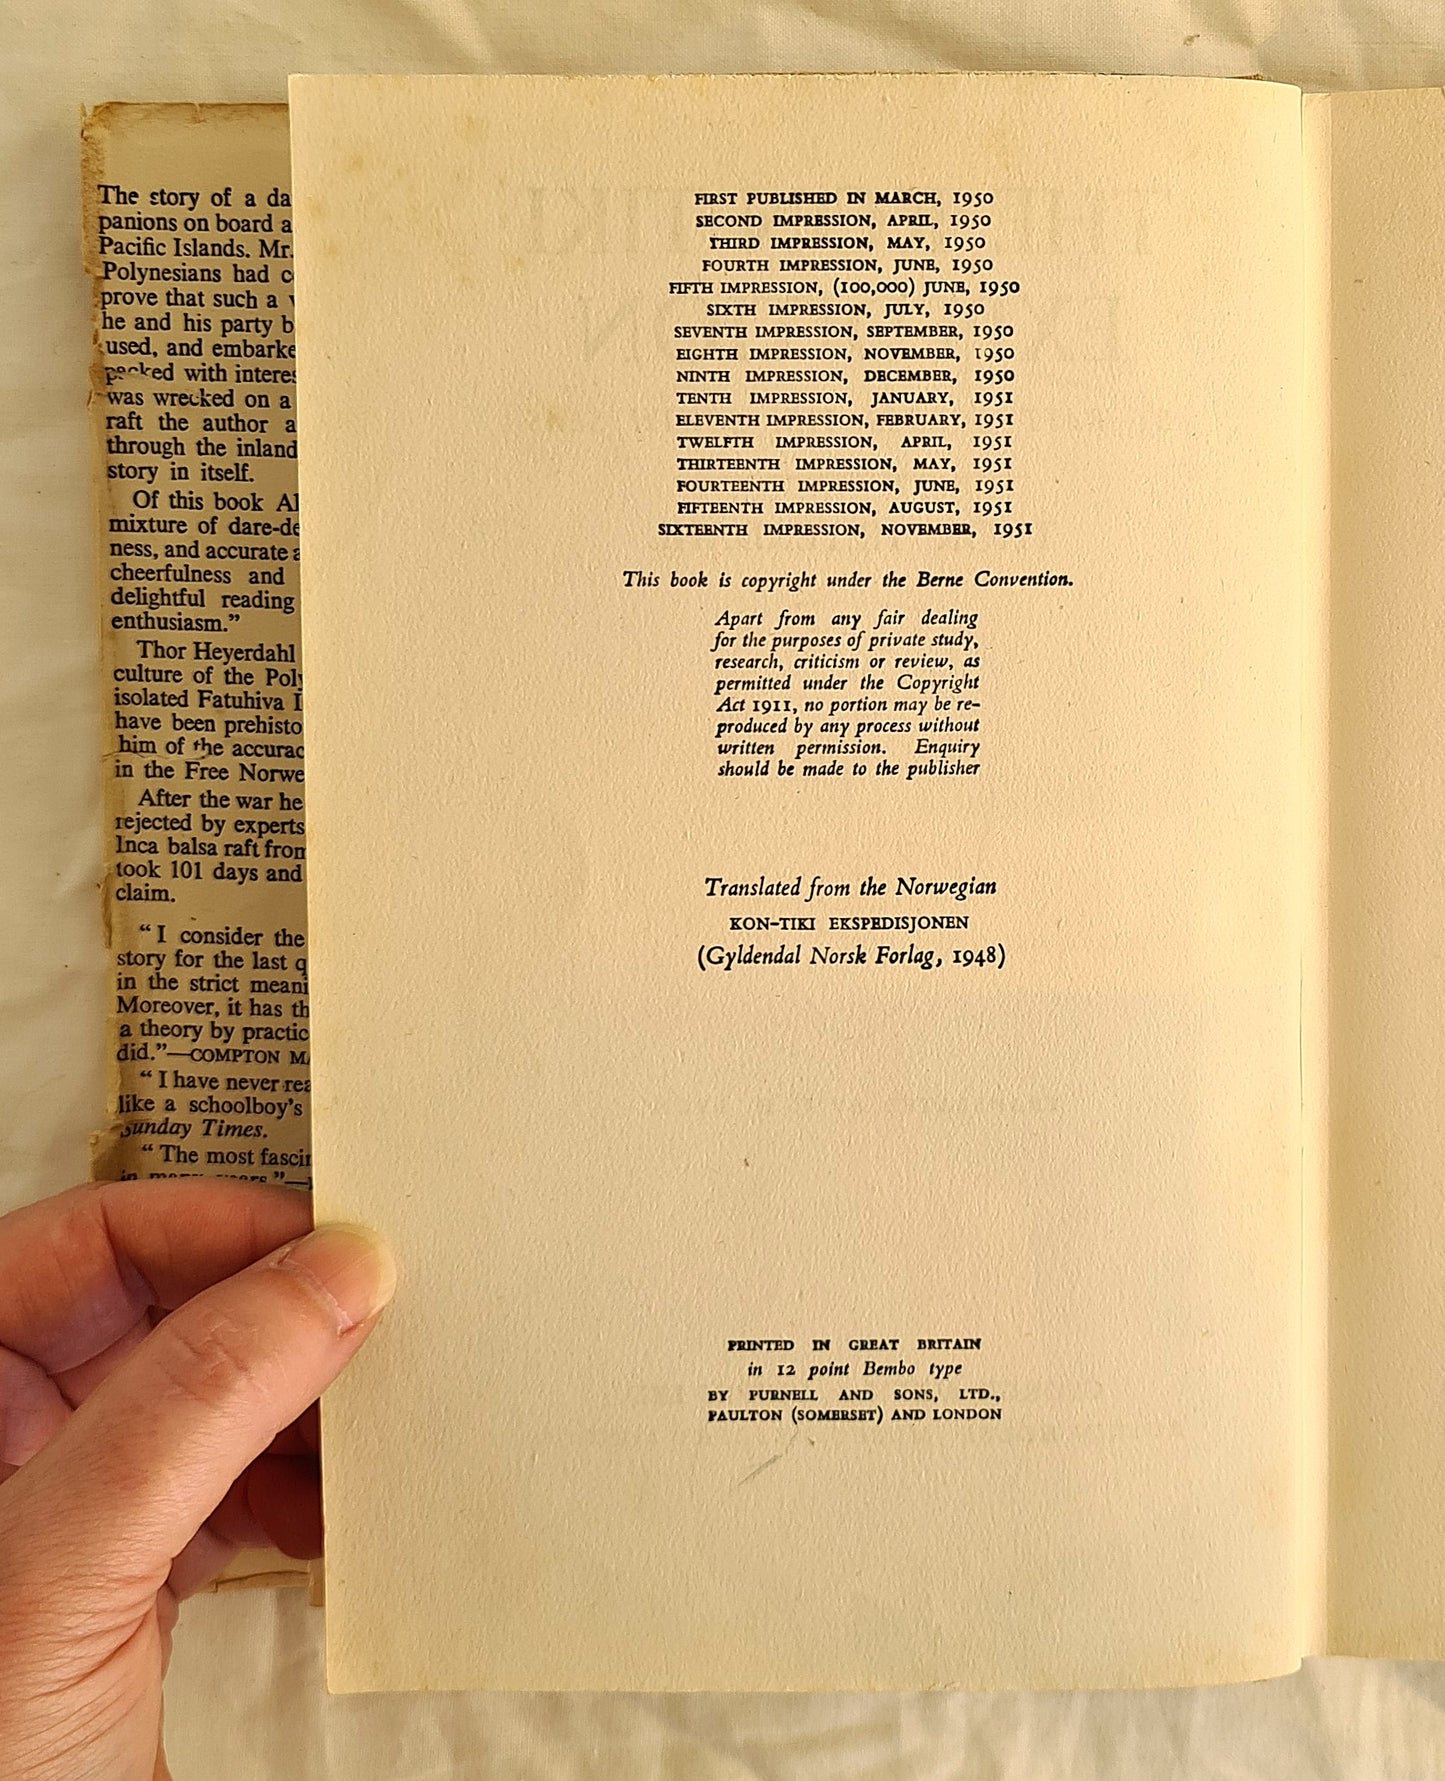 The story of a da
panions on board a
Pacific Islands. Mr.
Polynesians had c
prove that such a
he and his party b
used, and embarke
packed with interes
was wrecked on a
raft the author a
through the inland
story in itself.
Of this book Al
mixture of dare-de
ness, and accurate a
cheerfulness and
delightful reading
enthusiasm.”
Thor Heyerdahl
culture of the Pol
isolated Fatuhiva I
have been prehisto
him of the accurac
in the Free Norwe
After the war he
rejected by experts
Inca balsa raft from
took 101 days and
claim.
“I consider the
story for the last q
in the strict meani
Moreover, it has th
a theory by practic
did.”—COMPTON MA
“I have never rea
like a schoolboy’s
Sunday Times.
“The most fascin
in many years.”—
FIRST PUBLISHED IN MARCH, 1950
SECOND IMPRESSION, APRIL, 1950
THIRD IMPRESSION, MAY, 1950
FOURTH IMPRESSION, JUNE, 1950
FIFTH IMPRESSION, (100,000) JUNE, 1950
SIXTH IMPRESSION, JULY, 1950
SEVENTH IMPRESSION, SEPTEMBER, 1950
EIGHTH IMPRESSION, NOVEMBER, 1950
NINTH IMPRESSION, DECEMBER, 1950
TENTH IMPRESSION, JANUARY, 1951
ELEVENTH IMPRESSION, FEBRUARY, 1951
TWELFTH IMPRESSION, APRIL, 1951
THIRTEENTH IMPRESSION, MAY, 1951
FOURTEENTH IMPRESSION, JUNE, 1951
FIFTEENTH IMPRESSION, AUGUST, 1951
SIXTEENTH IMPRESSION, NOVEMBER, 1951
This book is copyright under the Berne Convention.
Apart from any fair dealing
for the purposes of private study,
research, criticism or review, as
permitted under the Copyright
Act 1911, no portion may be re-
produced by any process without
written permission. Enquiry
should be made to the publisher
Translated from the Norwegian
KON-TIKI EKSPEDISJONEN
(Gyldendal Norsk Forlag, 1948)
PRINTED IN GREAT BRITAIN
in 12 point Bembo type
BY PURNELL AND SONS, LTD.,
PAULTON (SOMERSET) AND LONDON